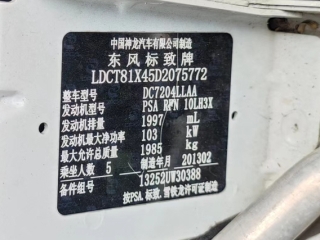 中国神龙汽车有限公司制造
东风标致牌
LDCT81X45D2075772
整车型号 DC7204LLAA
发动机型号 PSA RFN 10LH3X
发动机排量 1997 mL
发动机最大净功率 103 kW
最大允许总质量 1985 kg
乘坐人数 5 制造年月 201302
备件组号 13252UW30388
按PSA.标致.雪铁龙许可证制造